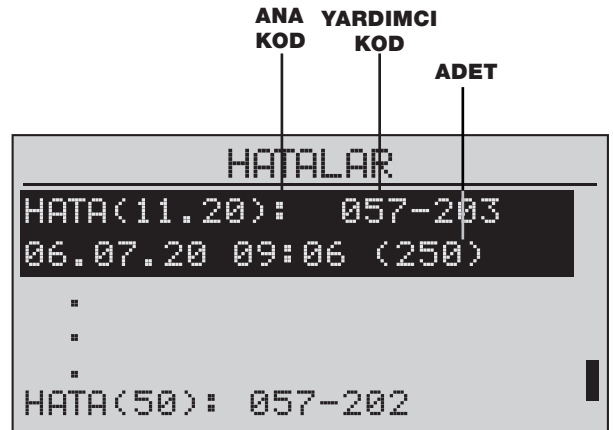 ANA KOD
YARDIMCI KOD
ADET
HATALAR
HATA(11.20): 057-203
06.07.20 09:06 (250)
HATA(50): 057-202